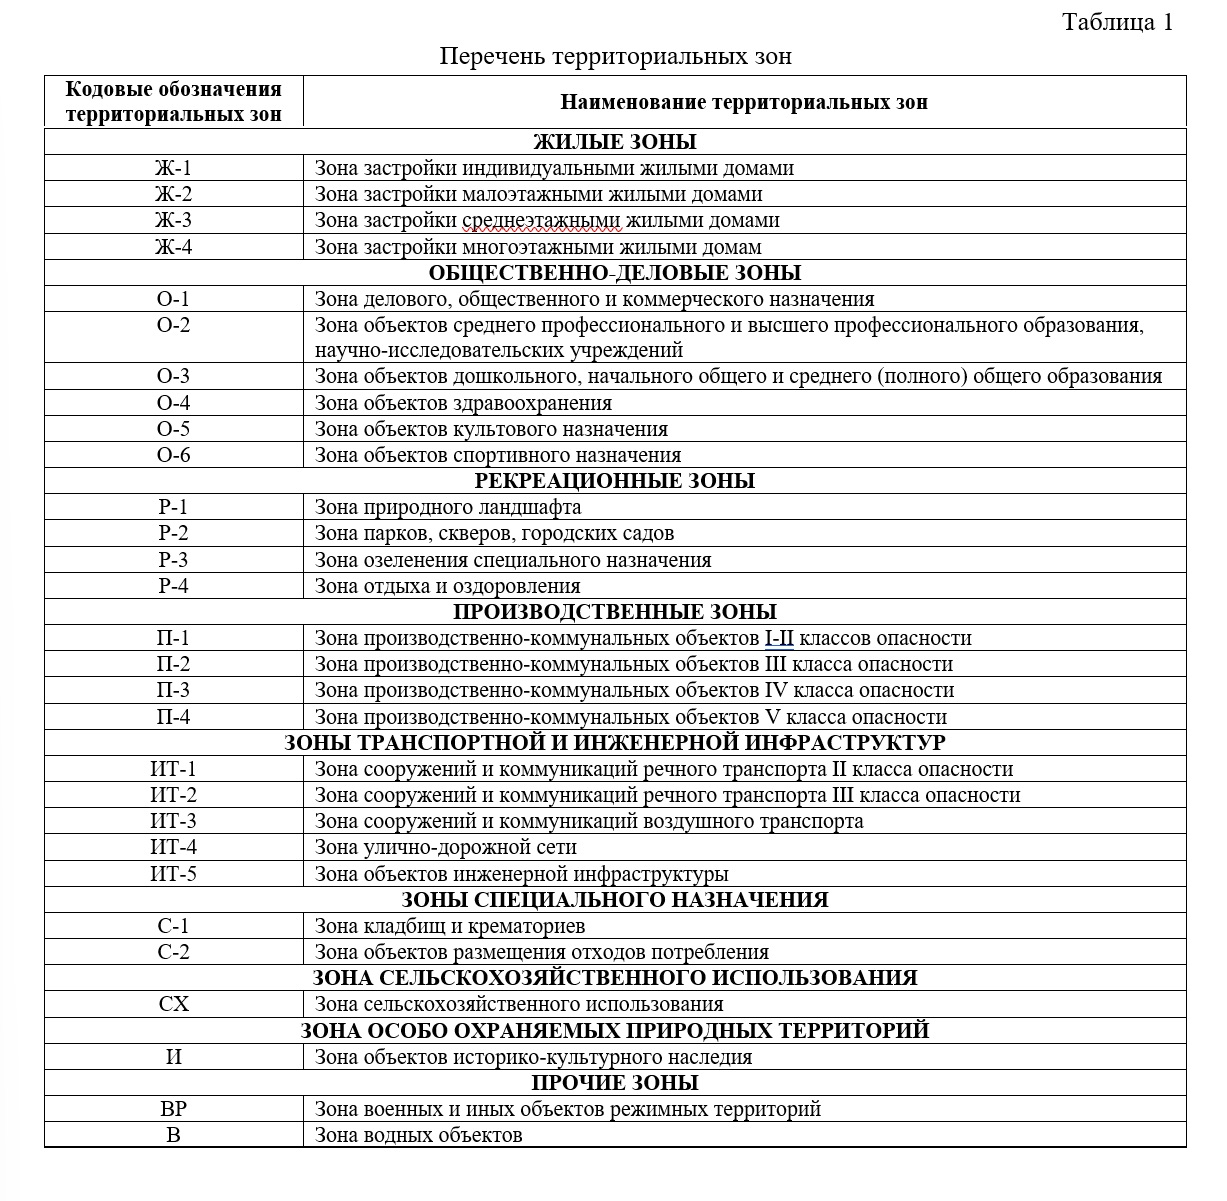 Таблица 1
Перечень территориальных зон
Кодовые обозначения территориальных зон
Наименование территориальных зон
ЖИЛЫЕ ЗОНЫ
Ж-1 Зона застройки индивидуальными жилыми домами
Ж-2 Зона застройки малоэтажными жилыми домами
Ж-3 Зона застройки среднеэтажными жилыми домами
Ж-4 Зона застройки многоэтажными жилыми домам
ОБЩЕСТВЕННО-ДЕЛОВЫЕ ЗОНЫ
О-1 Зона делового, общественного и коммерческого назначения
О-2 Зона объектов среднего профессионального и высшего профессионального образования,
научно-исследовательских учреждений
О-3 Зона объектов дошкольного, начального общего и среднего (полного) общего образования
О-4 Зона объектов здравоохранения
О-5 Зона объектов культового назначения
О-6 Зона объектов спортивного назначения
РЕКРЕАЦИОННЫЕ ЗОНЫ
Р-1 Зона природного ландшафта
Р-2 Зона парков, скверов, городских садов
Р-3 Зона озеленения специального назначения
Р-4 Зона отдыха и оздоровления
ПРОИЗВОДСТВЕННЫЕ ЗОНЫ
П-1 Зона производственно-коммунальных объектов I-II классов опасности
П-2 Зона производственно-коммунальных объектов III класса опасности
П-3 Зона производственно-коммунальных объектов IV класса опасности
П-4 Зона производственно-коммунальных объектов V класса опасности
ЗОНЫ ТРАНСПОРТНОЙ И ИНЖЕНЕРНОЙ ИНФРАСТРУКТУР
ИТ-1 Зона сооружений и коммуникаций речного транспорта II класса опасности
ИТ-2 Зона сооружений и коммуникаций речного транспорта III класса опасности
ИТ-3 Зона сооружений и коммуникаций воздушного транспорта
ИТ-4 Зона улично-дорожной сети
ИТ-5 Зона объектов инженерной инфраструктуры
ЗОНЫ СПЕЦИАЛЬНОГО НАЗНАЧЕНИЯ
С-1 Зона кладбищ и крематориев
С-2 Зона объектов размещения отходов потребления
ЗОНА СЕЛЬСКОХОЗЯЙСТВЕННОГО ИСПОЛЬЗОВАНИЯ
СХ Зона сельскохозяйственного использования
ЗОНА ОСОБО ОХРАНЯЕМЫХ ПРИРОДНЫХ ТЕРРИТОРИЙ
И Зона объектов историко-культурного наследия
ПРОЧИЕ ЗОНЫ
ВР Зона военных и иных объектов режимных территорий
В Зона водных объектов